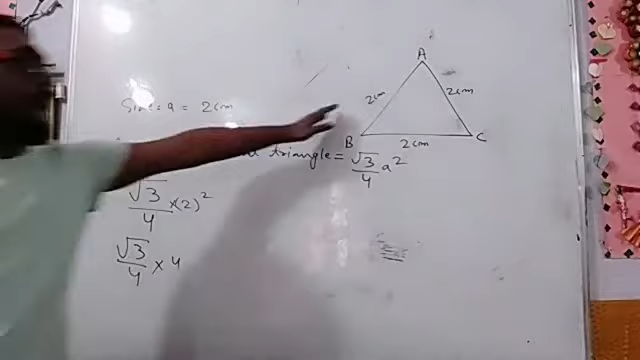 A
2cm 2cm
B C
2cm
Side = a = 2cm
triangle = √3/4 a²
√3/4 ×(2)²
√3/4 × 4